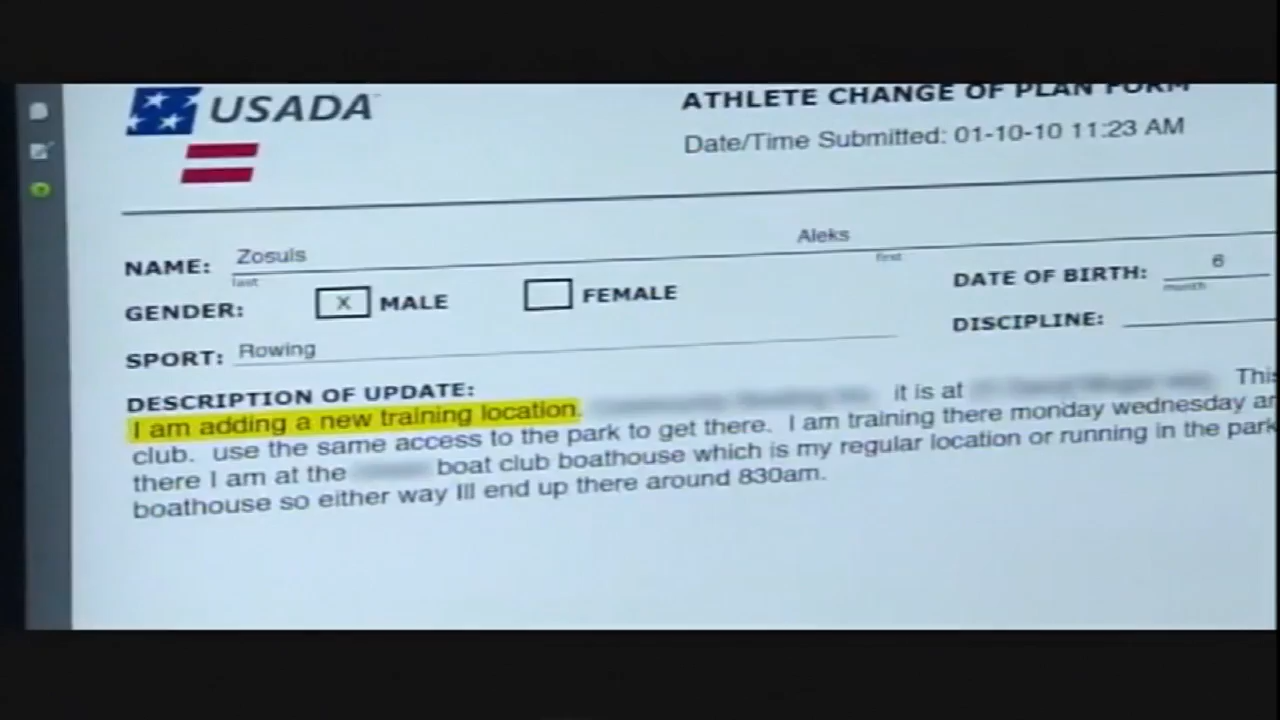 USADA
ATHLETE CHANGE OF PLAN FORM
Date/Time Submitted: 01-10-10 11:23 AM
NAME: Zosuls Aleks
last first
DATE OF BIRTH: 6
month
GENDER: X MALE FEMALE
DISCIPLINE:
SPORT: Rowing
DESCRIPTION OF UPDATE:
I am adding a new training location. it is at This
club. use the same access to the park to get there. I am training there monday wednesday
there I am at the boat club boathouse which is my regular location or running in the park
boathouse so either way Ill end up there around 830am.